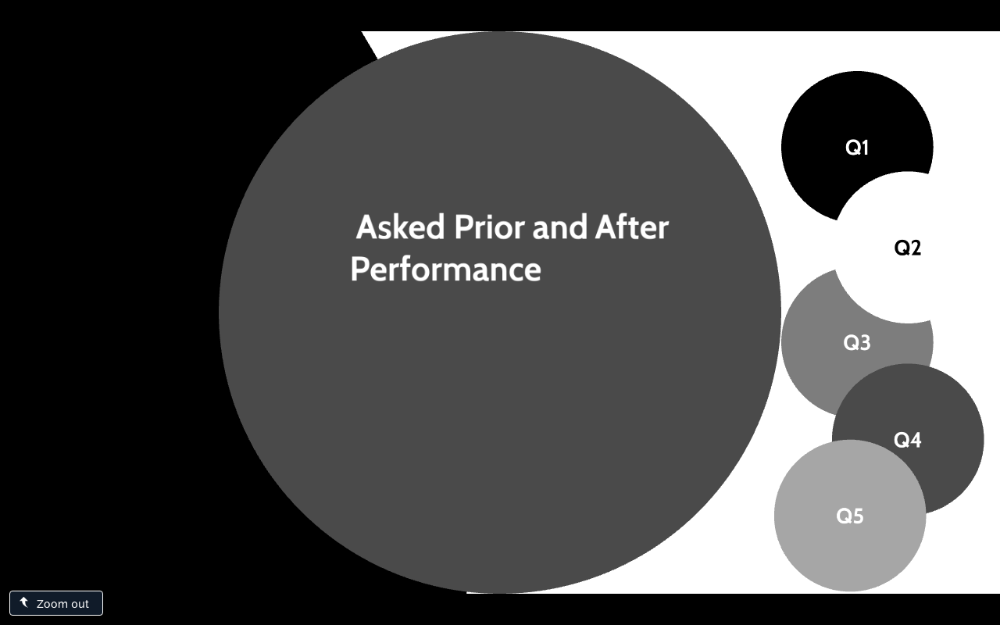 Asked Prior and After
Performance
Q1
Q2
Q3
Q4
Q5
Zoom out